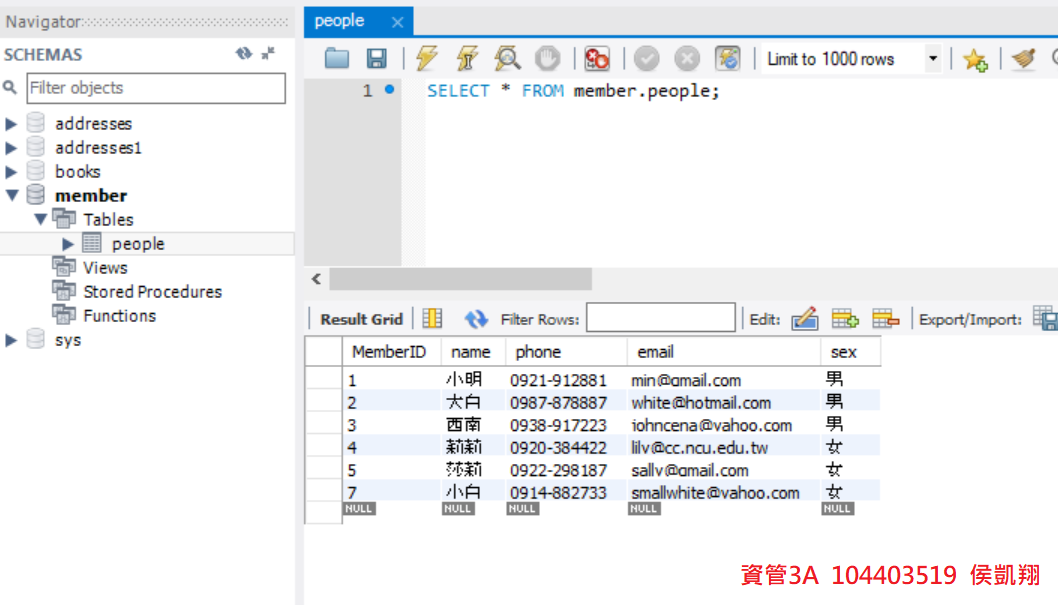 Navigator
people
SCHEMAS
Limit to 1000 rows
Filter objects
1
SELECT * FROM member.people;
addresses
addresses1
books
member
Tables
people
Views
Stored Procedures
Functions
sys
Result Grid Filter Rows: Edit: Export/Import:
MemberID name phone email sex
1 小明 0921-912881 min@gmail.com 男
2 大白 0987-878887 white@hotmail.com 男
3 西南 0938-917223 johncena@yahoo.com 男
4 莉莉 0920-384422 lily@cc.ncu.edu.tw 女
5 莎莉 0922-298187 sally@gmail.com 女
7 小白 0914-882733 smallwhite@yahoo.com 女
NULL NULL NULL NULL NULL
資管3A 104403519 侯凱翔